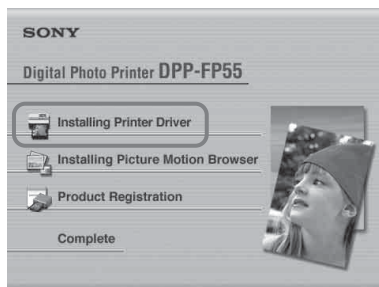 SONY
Digital Photo Printer DPP-FP55
Installing Printer Driver
Installing Picture Motion Browser
Product Registration
Complete